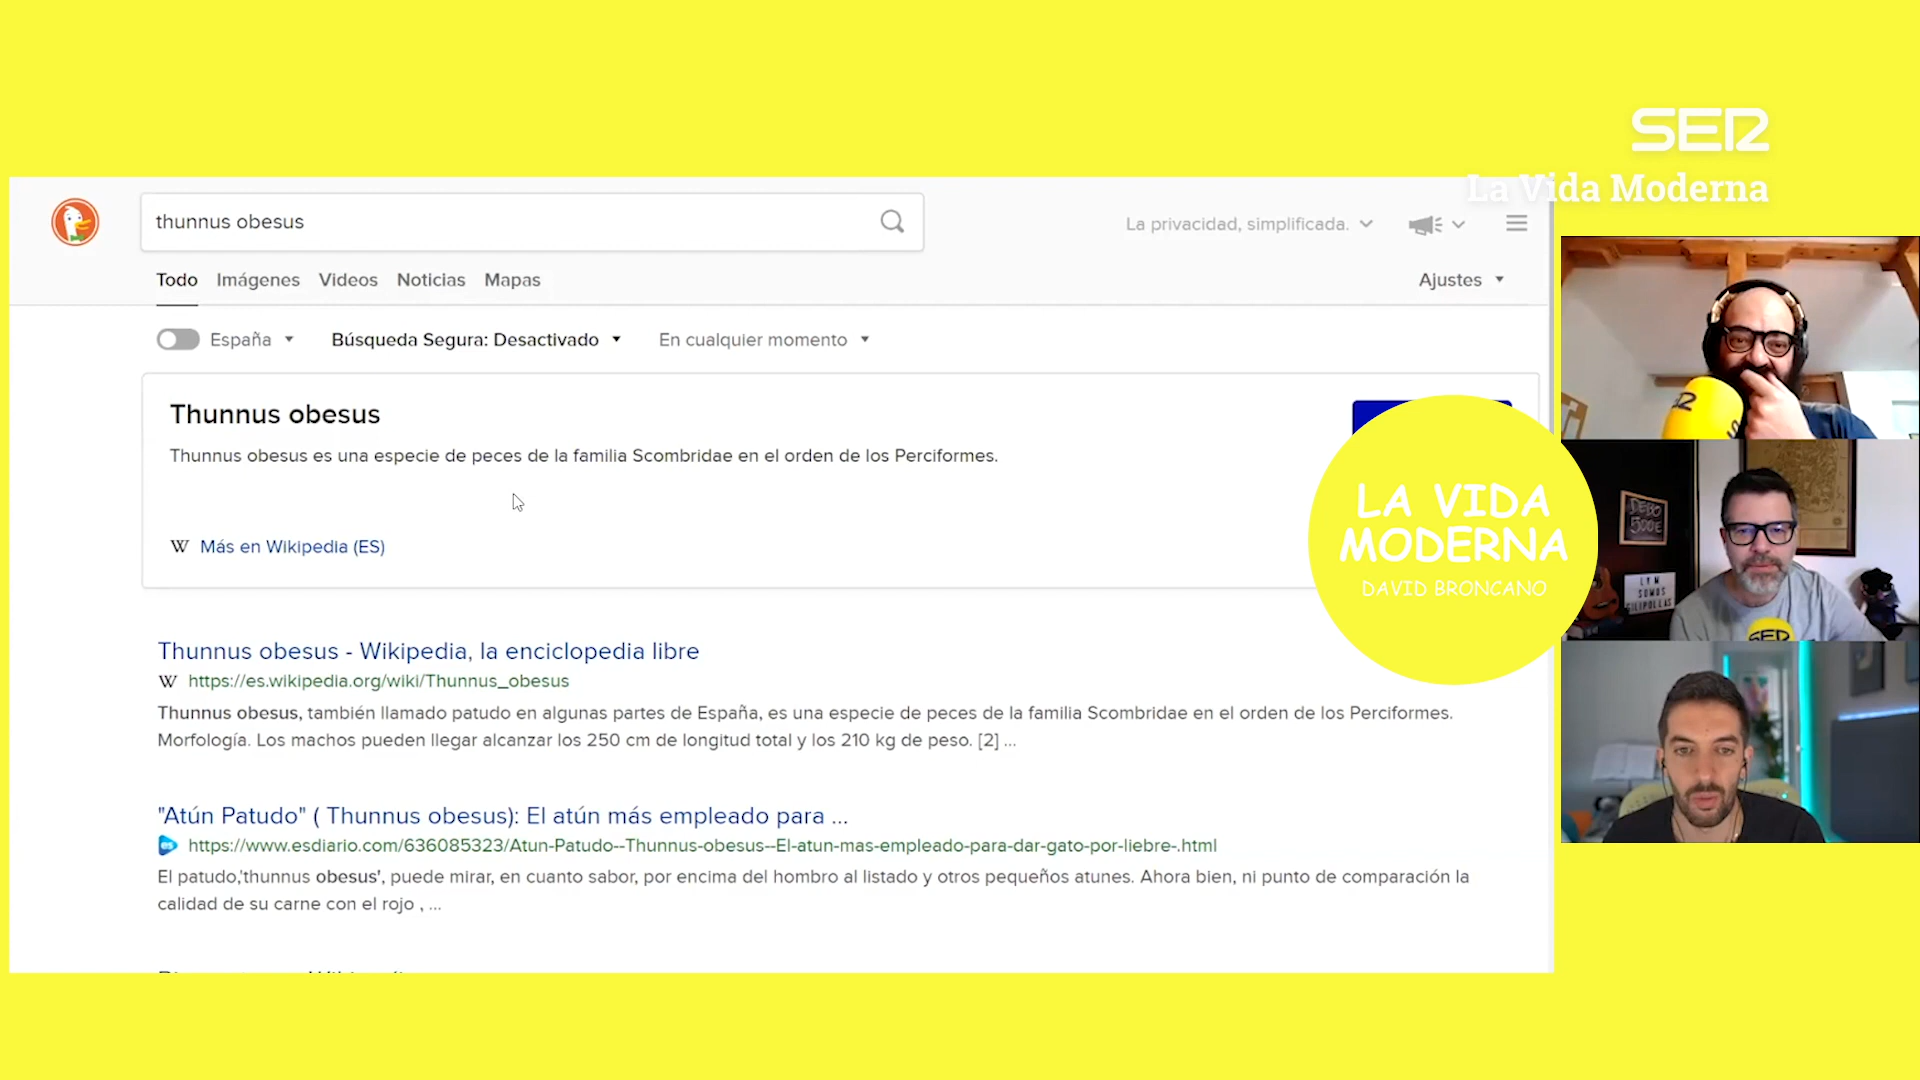 SER
La Vida Moderna
thunnus obesus
La privacidad, simplificada.
Todo Imágenes Videos Noticias Mapas
Ajustes
España Búsqueda Segura: Desactivado En cualquier momento
Thunnus obesus
Thunnus obesus es una especie de peces de la familia Scombridae en el orden de los Perciformes.
W Más en Wikipedia (ES)
LA VIDA
MODERNA
DAVID BRONCANO
Thunnus obesus - Wikipedia, la enciclopedia libre
W https://es.wikipedia.org/wiki/Thunnus_obesus
Thunnus obesus, también llamado patudo en algunas partes de España, es una especie de peces de la familia Scombridae en el orden de los Perciformes.
Morfología. Los machos pueden llegar alcanzar los 250 cm de longitud total y los 210 kg de peso. [2] ...
"Atún Patudo" ( Thunnus obesus): El atún más empleado para ...
es https://www.esdiario.com/636085323/Atun-Patudo--Thunnus-obesus--El-atun-mas-empleado-para-dar-gato-por-liebre-.html
El patudo,'thunnus obesus', puede mirar, en cuanto sabor, por encima del hombro al listado y otros pequeños atunes. Ahora bien, ni punto de comparación la
calidad de su carne con el rojo , ...
DEBO
500€
LVM
SOMOS
GILIPOLLAS
SER